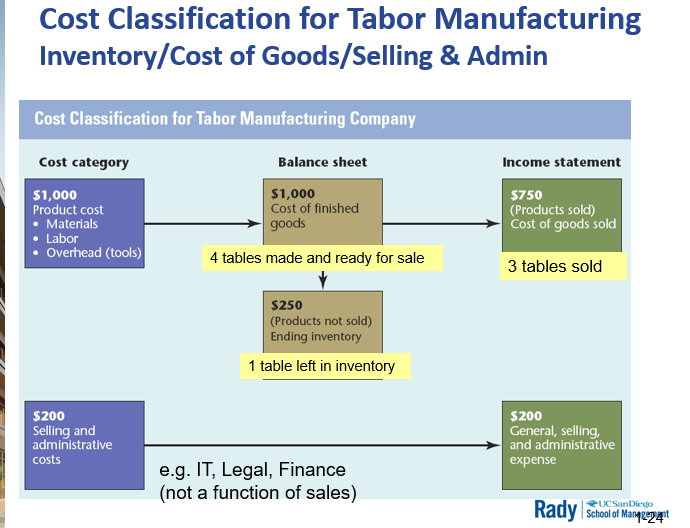 Cost Classification for Tabor Manufacturing
Inventory/Cost of Goods/Selling & Admin
Cost Classification for Tabor Manufacturing Company
Cost category
Balance sheet
Income statement
$1,000
Product cost
• Materials
• Labor
• Overhead (tools)
$1,000
Cost of finished
goods
$750
(Products sold)
Cost of goods sold
4 tables made and ready for sale
3 tables sold
$250
(Products not sold)
Ending inventory
1 table left in inventory
$200
Selling and
administrative
costs
$200
General, selling,
and administrative
expense
e.g. IT, Legal, Finance
(not a function of sales)
Rady
UC San Diego
School of Management
1-24